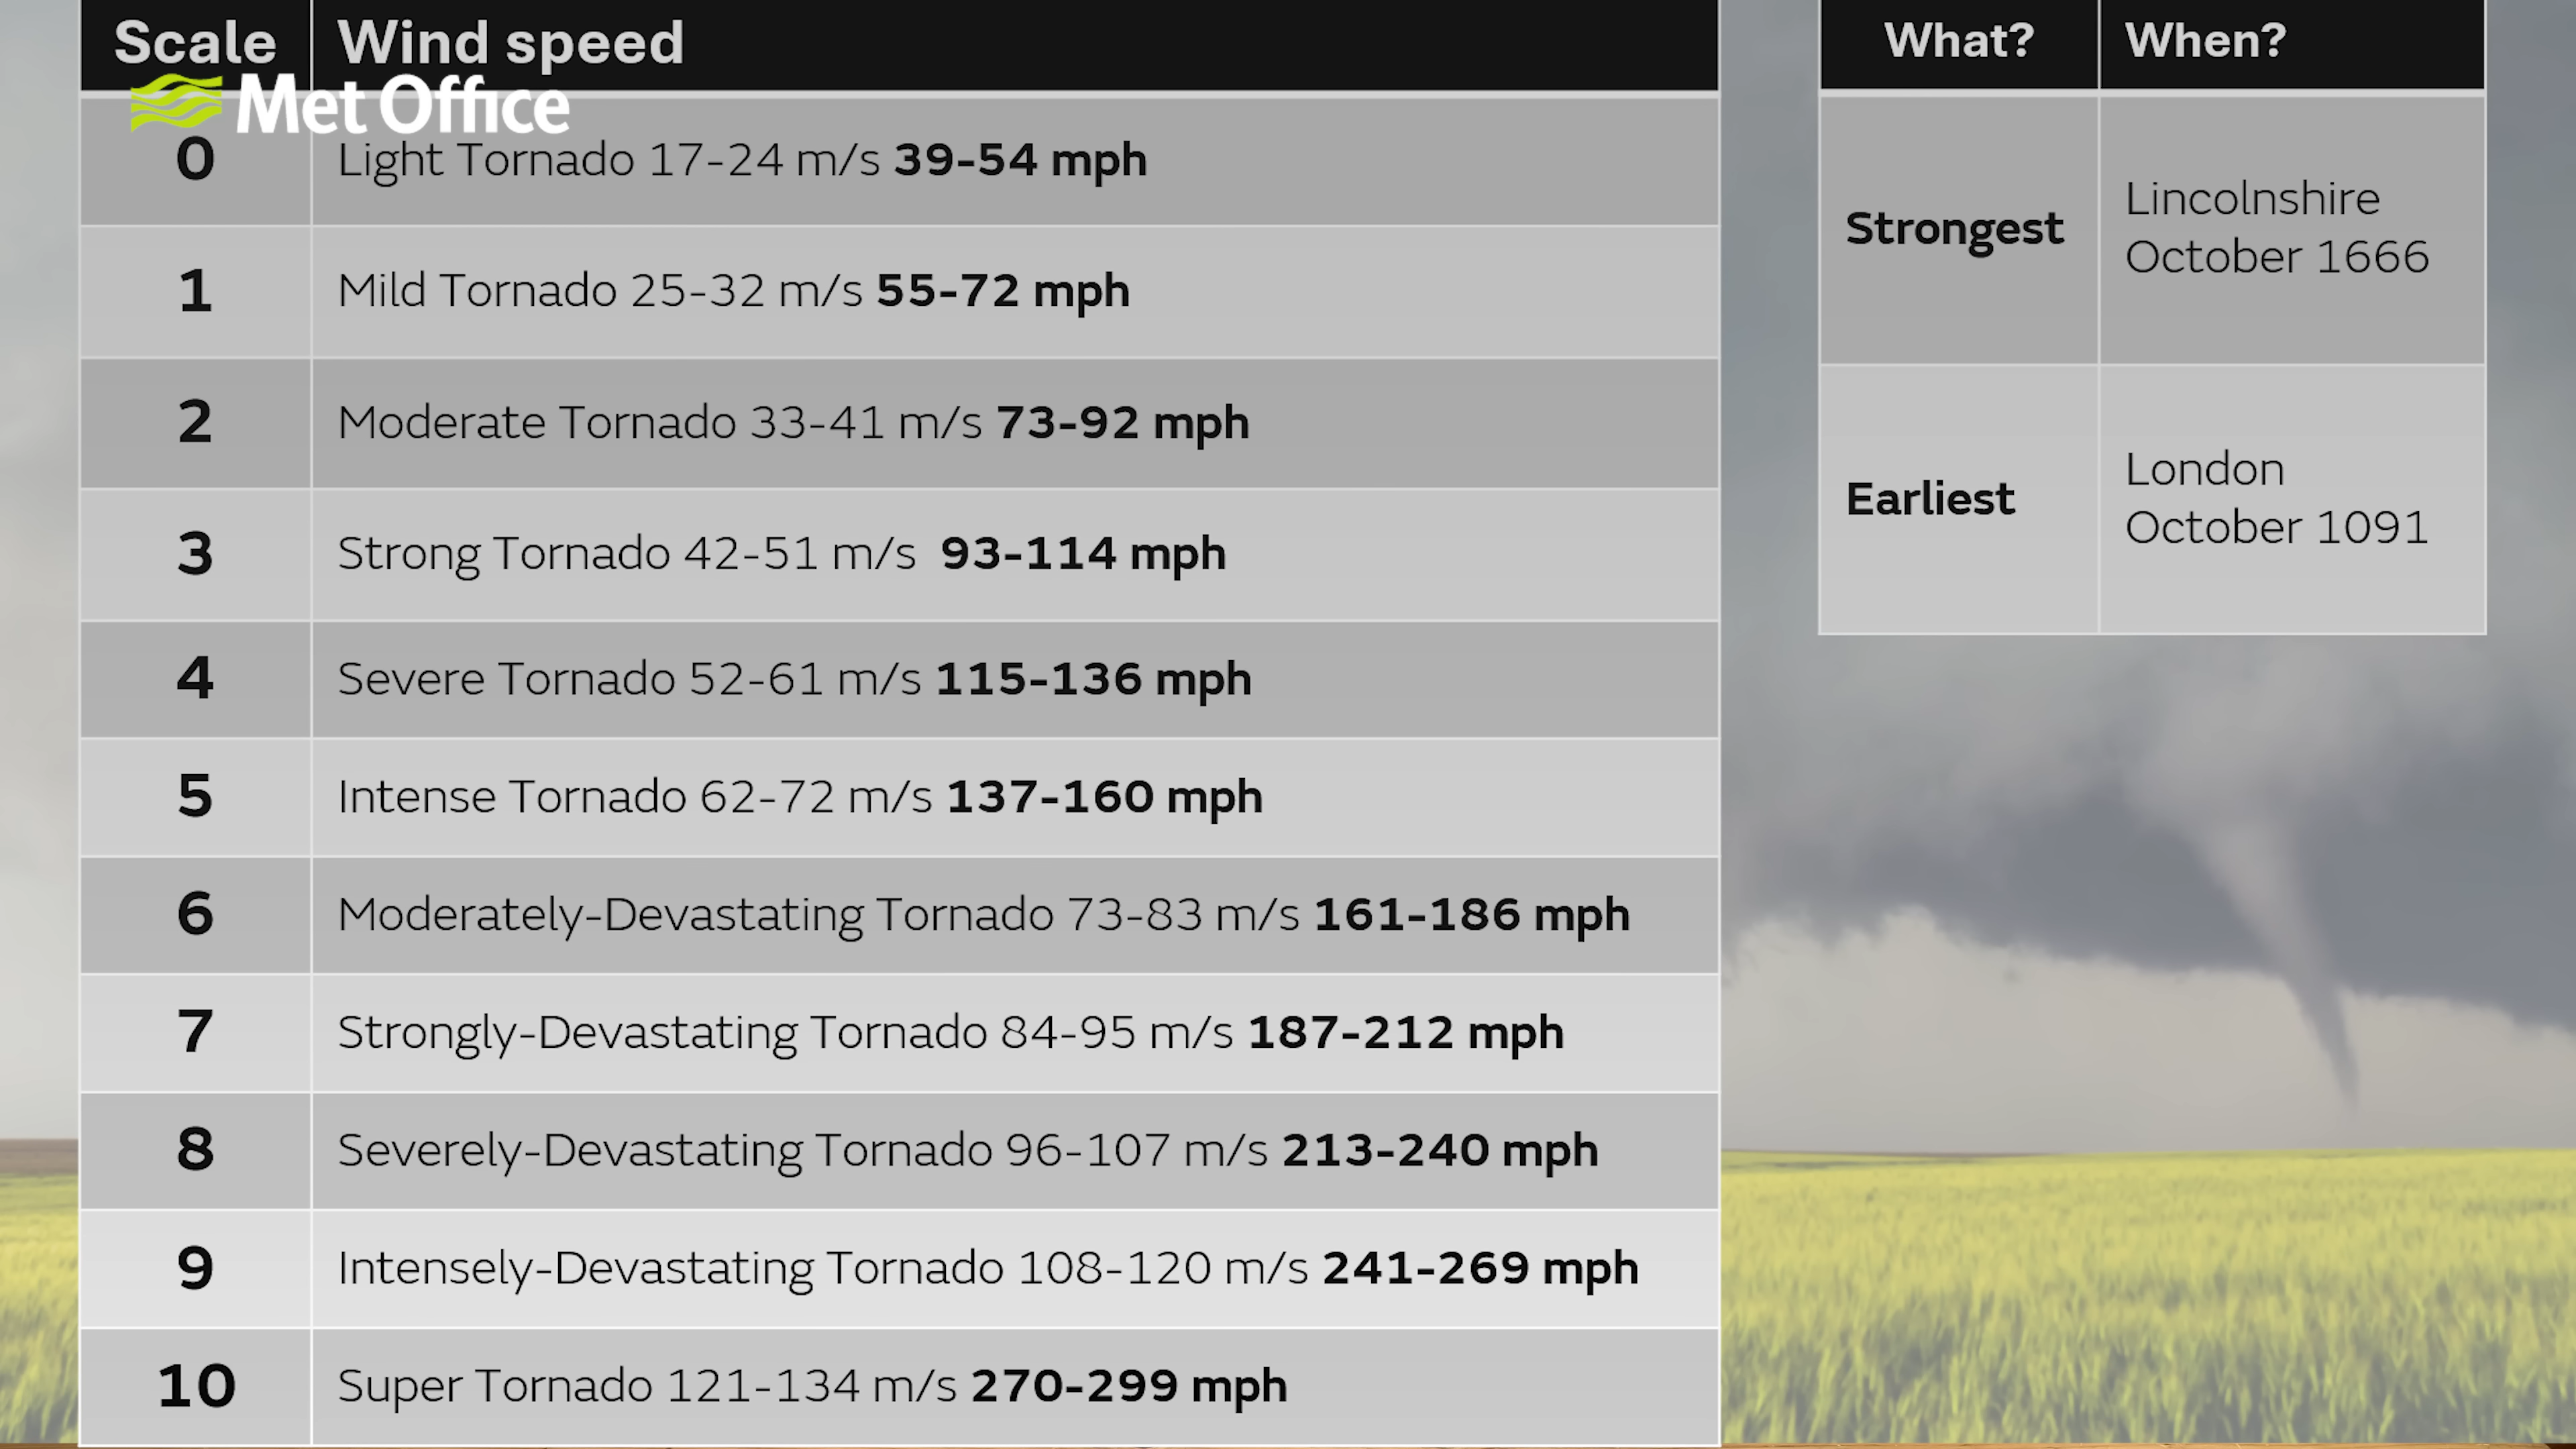 Scale Wind speed
Met Office
0 Light Tornado 17-24 m/s 39-54 mph
1 Mild Tornado 25-32 m/s 55-72 mph
2 Moderate Tornado 33-41 m/s 73-92 mph
3 Strong Tornado 42-51 m/s 93-114 mph
4 Severe Tornado 52-61 m/s 115-136 mph
5 Intense Tornado 62-72 m/s 137-160 mph
6 Moderately-Devastating Tornado 73-83 m/s 161-186 mph
7 Strongly-Devastating Tornado 84-95 m/s 187-212 mph
8 Severely-Devastating Tornado 96-107 m/s 213-240 mph
9 Intensely-Devastating Tornado 108-120 m/s 241-269 mph
10 Super Tornado 121-134 m/s 270-299 mph
What? When?
Strongest
Lincolnshire
October 1666
Earliest
London
October 1091